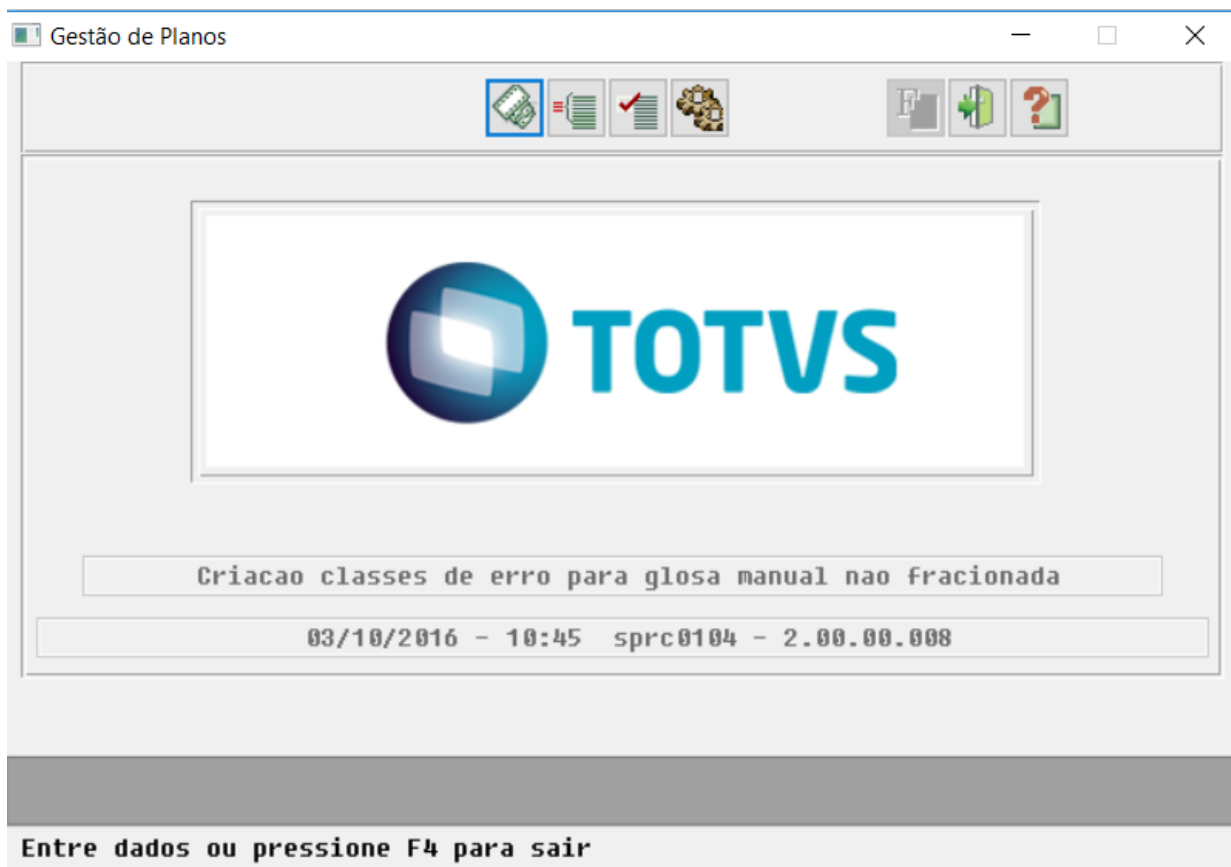 Gestão de Planos
F
TOTVS
Criacao classes de erro para glosa manual nao fracionada
03/10/2016 - 10:45 sprc0104 - 2.00.00.008
Entre dados ou pressione F4 para sair